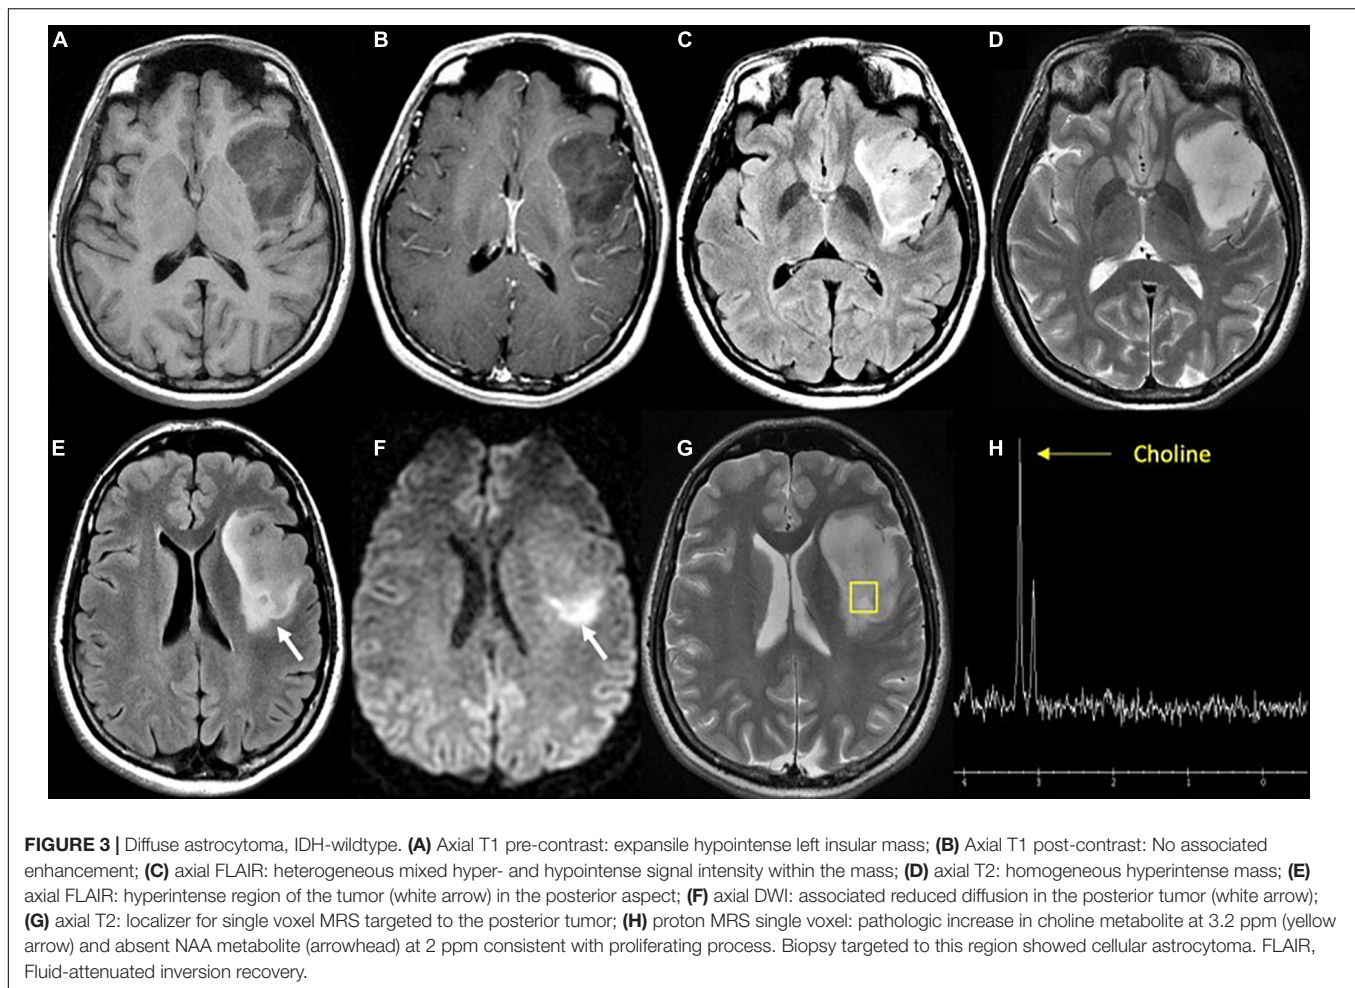 A
B
C
D
E
F
G
H
Choline
4
3
2
1
0
FIGURE 3 | Diffuse astrocytoma, IDH-wildtype. (A) Axial T1 pre-contrast: expansile hypointense left insular mass; (B) Axial T1 post-contrast: No associated
enhancement; (C) axial FLAIR: heterogeneous mixed hyper- and hypointense signal intensity within the mass; (D) axial T2: homogeneous hyperintense mass; (E)
axial FLAIR: hyperintense region of the tumor (white arrow) in the posterior aspect; (F) axial DWI: associated reduced diffusion in the posterior tumor (white arrow);
(G) axial T2: localizer for single voxel MRS targeted to the posterior tumor; (H) proton MRS single voxel: pathologic increase in choline metabolite at 3.2 ppm (yellow
arrow) and absent NAA metabolite (arrowhead) at 2 ppm consistent with proliferating process. Biopsy targeted to this region showed cellular astrocytoma. FLAIR,
Fluid-attenuated inversion recovery.